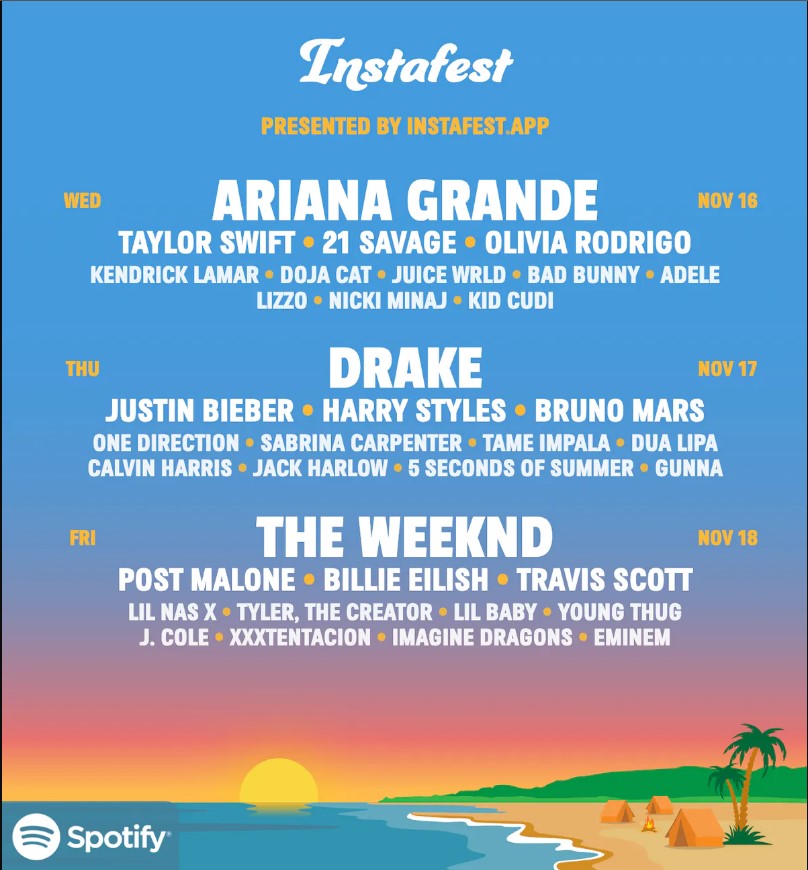 Instafest
PRESENTED BY INSTAFEST.APP
WED ARIANA GRANDE NOV 16
TAYLOR SWIFT • 21 SAVAGE • OLIVIA RODRIGO
KENDRICK LAMAR • DOJA CAT • JUICE WRLD • BAD BUNNY • ADELE
LIZZO • NICKI MINAJ • KID CUDI
THU DRAKE NOV 17
JUSTIN BIEBER • HARRY STYLES • BRUNO MARS
ONE DIRECTION • SABRINA CARPENTER • TAME IMPALA • DUA LIPA
CALVIN HARRIS • JACK HARLOW • 5 SECONDS OF SUMMER • GUNNA
FRI THE WEEKND NOV 18
POST MALONE • BILLIE EILISH • TRAVIS SCOTT
LIL NAS X • TYLER, THE CREATOR • LIL BABY • YOUNG THUG
J. COLE • XXXTENTACION • IMAGINE DRAGONS • EMINEM
Spotify®